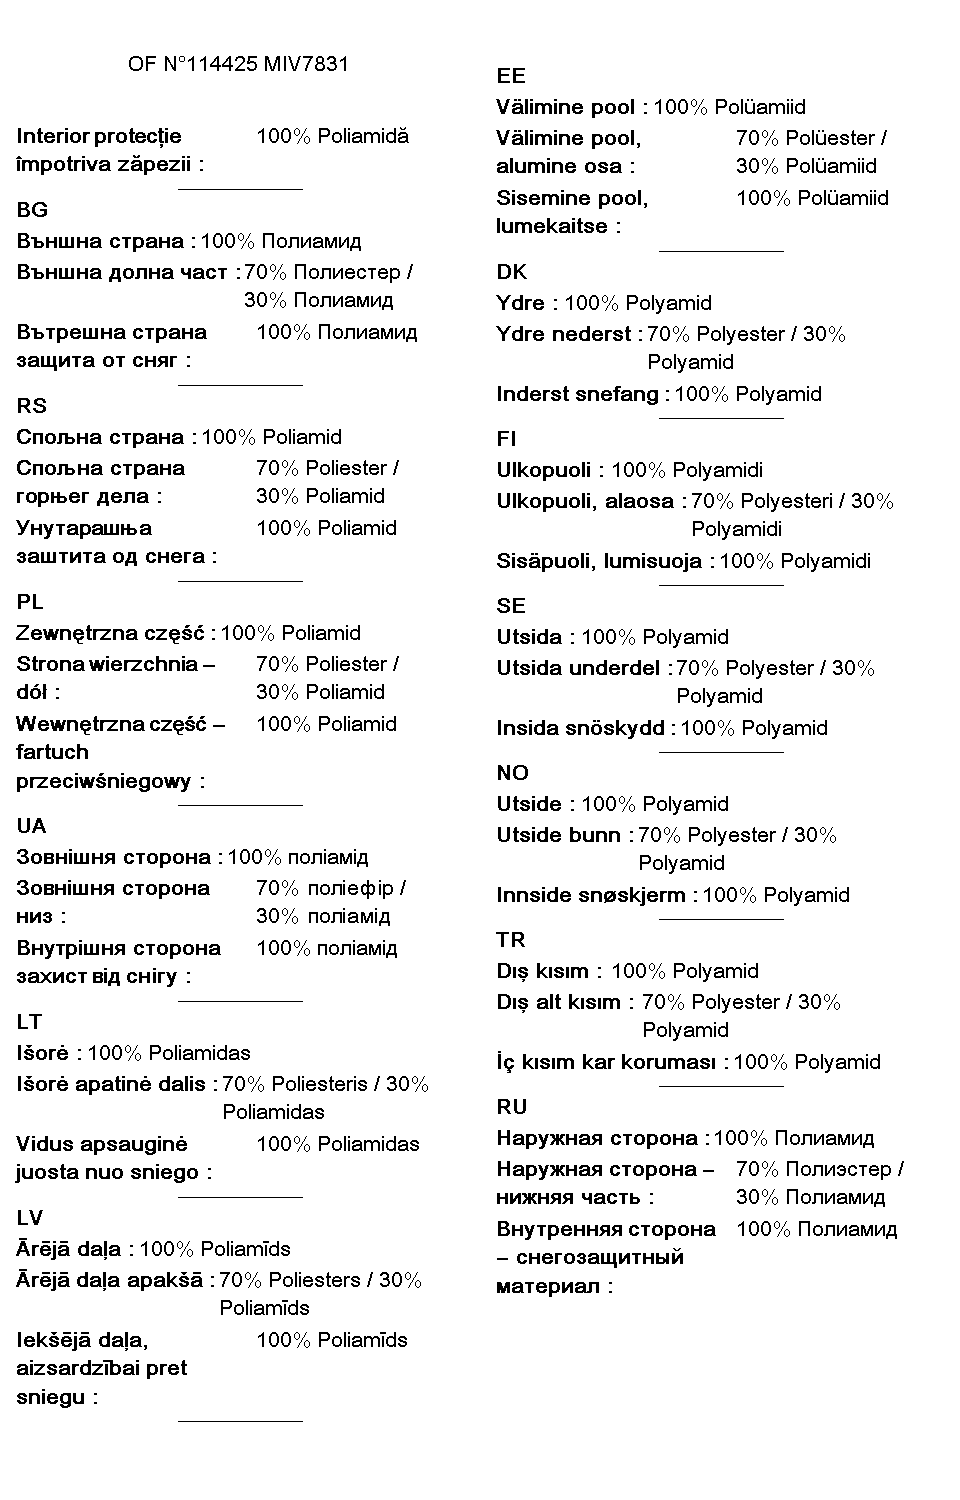 OF N°114425 MIV7831
Interior protecție 100% Poliamidă
împotriva zăpezii :
BG
Външна страна : 100% Полиамид
Външна долна част : 70% Полиестер /
30% Полиамид
Вътрешна страна 100% Полиамид
защита от сняг :
RS
Спољна страна : 100% Poliamid
Спољна страна 70% Poliester /
горњег дела : 30% Poliamid
Унутарашња 100% Poliamid
заштита од снега :
PL
Zewnętrzna część : 100% Poliamid
Strona wierzchnia – 70% Poliester /
dół : 30% Poliamid
Wewnętrzna część – 100% Poliamid
fartuch
przeciwśniegowy :
UA
Зовнішня сторона : 100% поліамід
Зовнішня сторона 70% поліефір /
низ : 30% поліамід
Внутрішня сторона 100% поліамід
захист від снігу :
LT
Išorė : 100% Poliamidas
Išorė apatinė dalis : 70% Poliesteris / 30%
Poliamidas
Vidus apsauginė 100% Poliamidas
juosta nuo sniego :
LV
Ārējā daļa : 100% Poliamīds
Ārējā daļa apakšā : 70% Poliesters / 30%
Poliamīds
Iekšējā daļa, 100% Poliamīds
aizsardzībai pret
sniegu :
EE
Välimine pool : 100% Polüamiid
Välimine pool, 70% Polüester /
alumine osa : 30% Polüamiid
Sisemine pool, 100% Polüamiid
lumekaitse :
DK
Ydre : 100% Polyamid
Ydre nederst : 70% Polyester / 30%
Polyamid
Inderst snefang : 100% Polyamid
FI
Ulkopuoli : 100% Polyamidi
Ulkopuoli, alaosa : 70% Polyesteri / 30%
Polyamidi
Sisäpuoli, lumisuoja : 100% Polyamidi
SE
Utsida : 100% Polyamid
Utsida underdel : 70% Polyester / 30%
Polyamid
Insida snöskydd : 100% Polyamid
NO
Utside : 100% Polyamid
Utside bunn : 70% Polyester / 30%
Polyamid
Innside snøskjerm : 100% Polyamid
TR
Dış kısım : 100% Polyamid
Dış alt kısım : 70% Polyester / 30%
Polyamid
İç kısım kar koruması : 100% Polyamid
RU
Наружная сторона : 100% Полиамид
Наружная сторона – 70% Полиэстер /
нижняя часть : 30% Полиамид
Внутренняя сторона 100% Полиамид
– снегозащитный
материал :